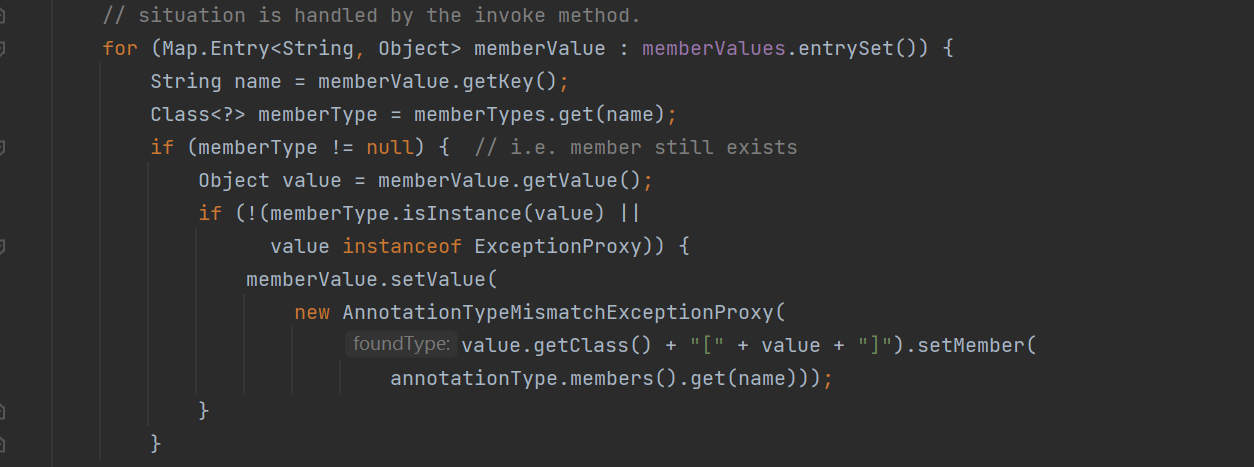 // situation is handled by the invoke method.
for (Map.Entry<String, Object> memberValue : memberValues.entrySet()) {
String name = memberValue.getKey();
Class<?> memberType = memberTypes.get(name);
if (memberType != null) {  // i.e. member still exists
Object value = memberValue.getValue();
if (!(memberType.isInstance(value) ||
value instanceof ExceptionProxy)) {
memberValue.setValue(
new AnnotationTypeMismatchExceptionProxy(
foundType: value.getClass() + "[" + value + "]").setMember(
annotationType.members().get(name)));
}
}